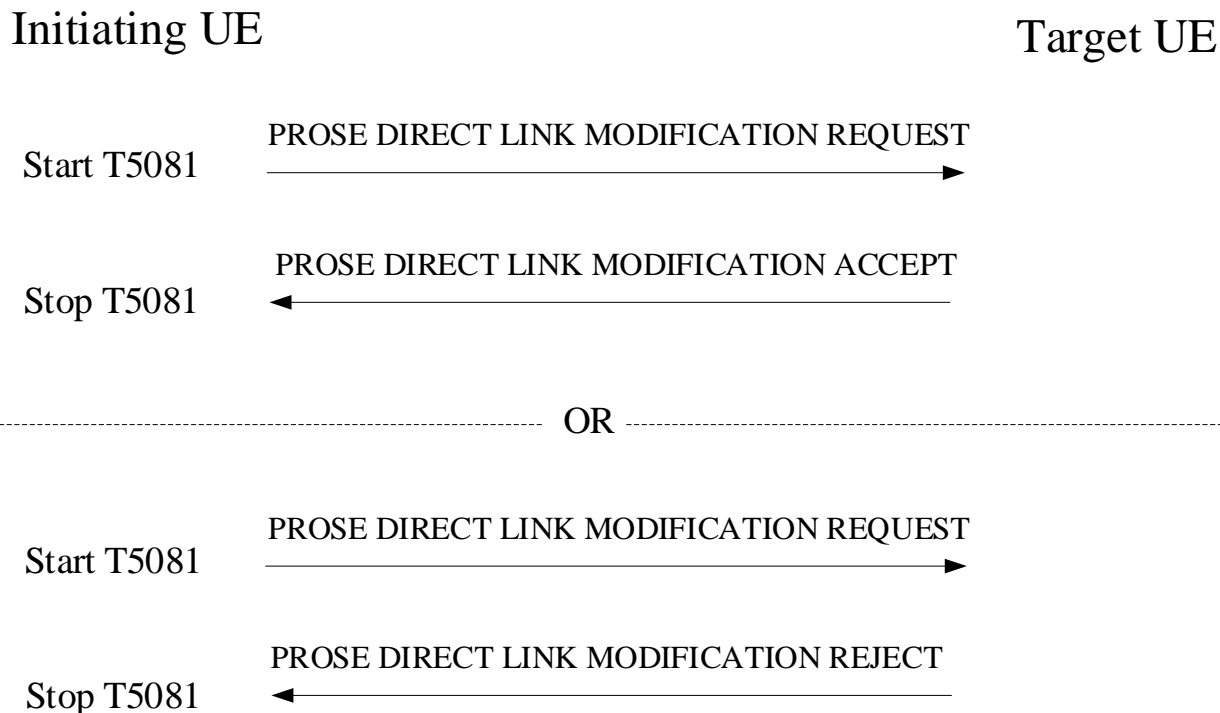 Initiating UE
Target UE
PROSE DIRECT LINK MODIFICATION REQUEST
Start T5081
PROSE DIRECT LINK MODIFICATION ACCEPT
Stop T5081
OR
PROSE DIRECT LINK MODIFICATION REQUEST
Start T5081
PROSE DIRECT LINK MODIFICATION REJECT
Stop T5081